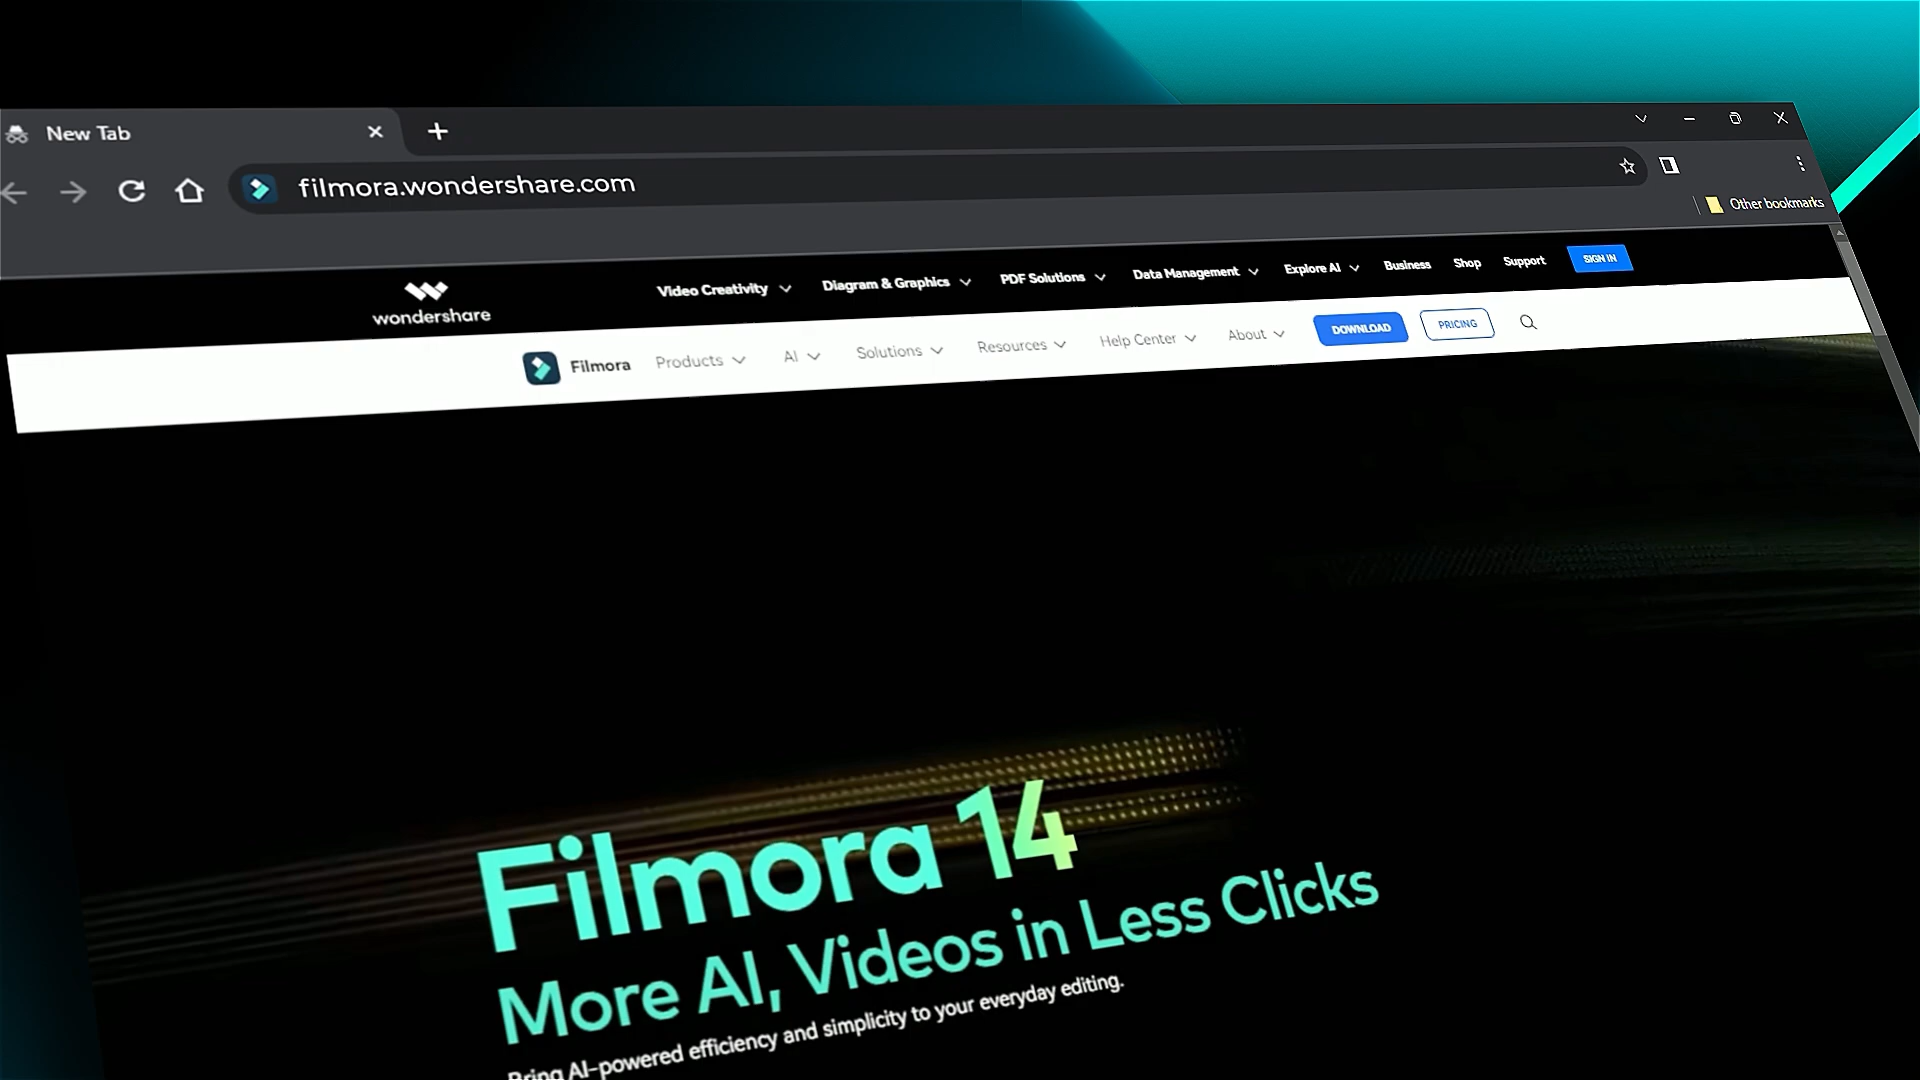 New Tab
filmora.wondershare.com
Other bookmarks
wondershare
Video Creativity
Diagram & Graphics
PDF Solutions
Data Management
Explore AI
Business
Shop
Support
SIGN IN
Filmora
Products
AI
Solutions
Resources
Help Center
About
DOWNLOAD
PRICING
Filmora 14
More AI, Videos in Less Clicks
Bring AI-powered efficiency and simplicity to your everyday editing.